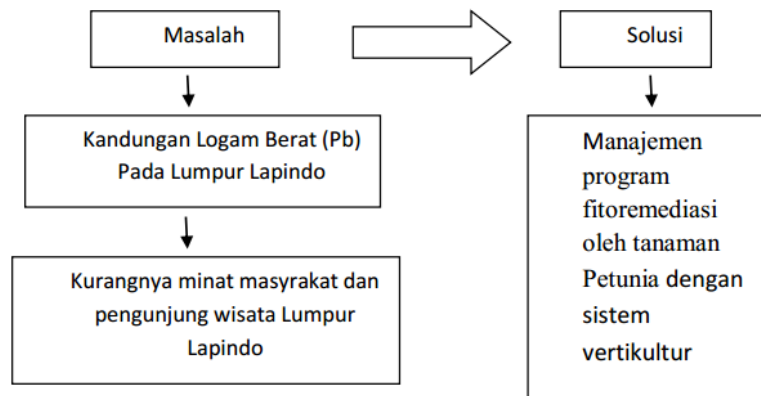 Masalah
Solusi
Kandungan Logam Berat (Pb)
Pada Lumpur Lapindo
Kurangnya minat masyrakat dan
pengunjung wisata Lumpur
Lapindo
Manajemen
program
fitoremediasi
oleh tanaman
Petunia dengan
sistem
vertikultur